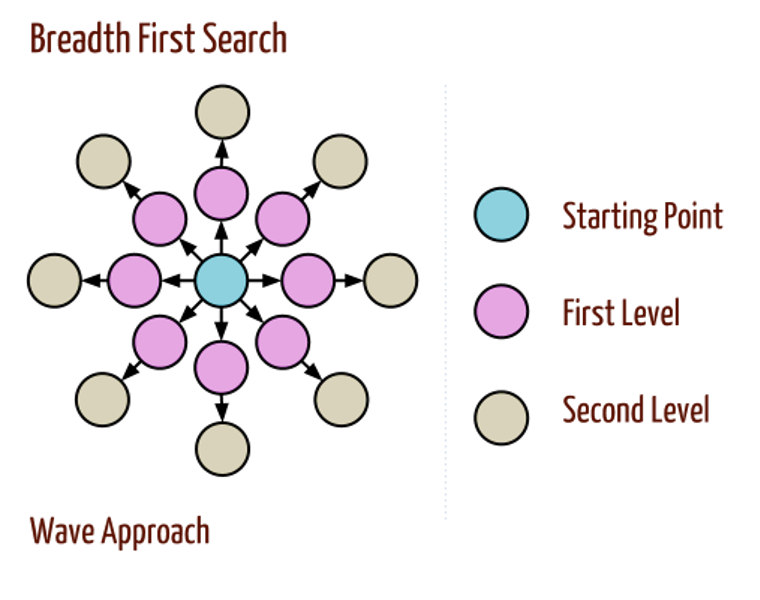 Breadth First Search
Starting Point
First Level
Second Level
Wave Approach